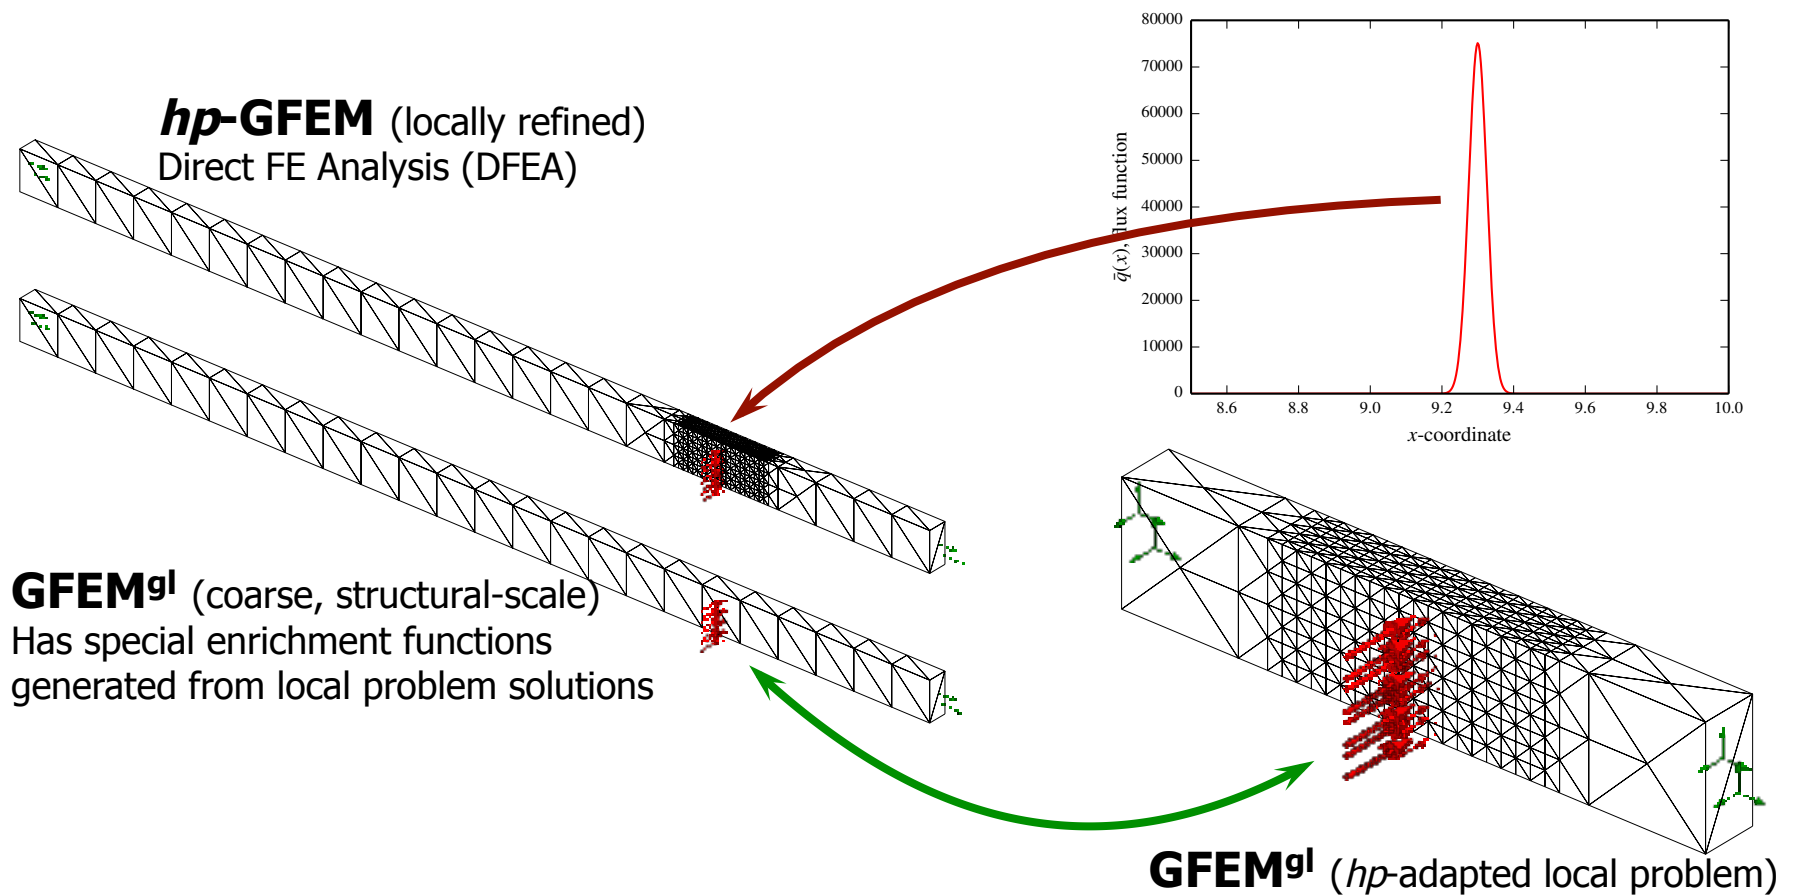 hp-GFEM (locally refined)
Direct FE Analysis (DFEA)
80000
70000
60000
50000
40000
30000
20000
10000
0
q̄(x), flux function
8.6 8.8 9.0 9.2 9.4 9.6 9.8 10.0
x-coordinate
GFEMgl (coarse, structural-scale)
Has special enrichment functions
generated from local problem solutions
GFEMgl (hp-adapted local problem)